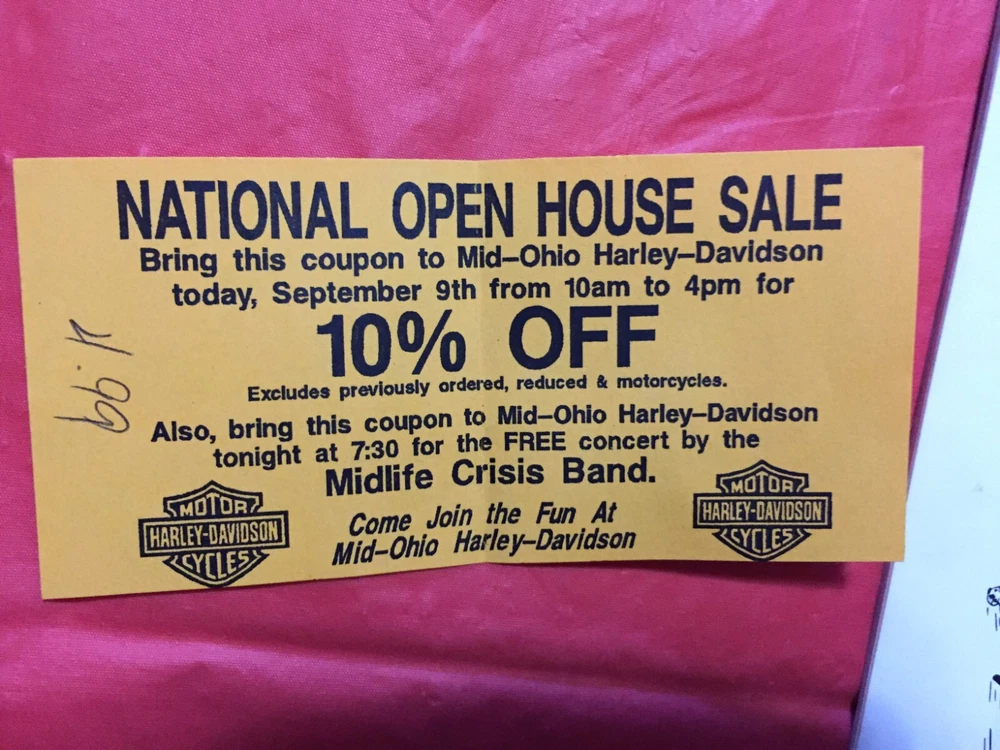 NATIONAL OPEN HOUSE SALE
Bring this coupon to Mid-Ohio Harley-Davidson
today, September 9th from 10am to 4pm for
10% OFF
Excludes previously ordered, reduced & motorcycles.
Also, bring this coupon to Mid-Ohio Harley-Davidson
tonight at 7:30 for the FREE concert by the
Midlife Crisis Band.
Come Join the Fun At
Mid-Ohio Harley-Davidson
MOTOR
HARLEY-DAVIDSON
CYCLES
MOTOR
HARLEY-DAVIDSON
CYCLES